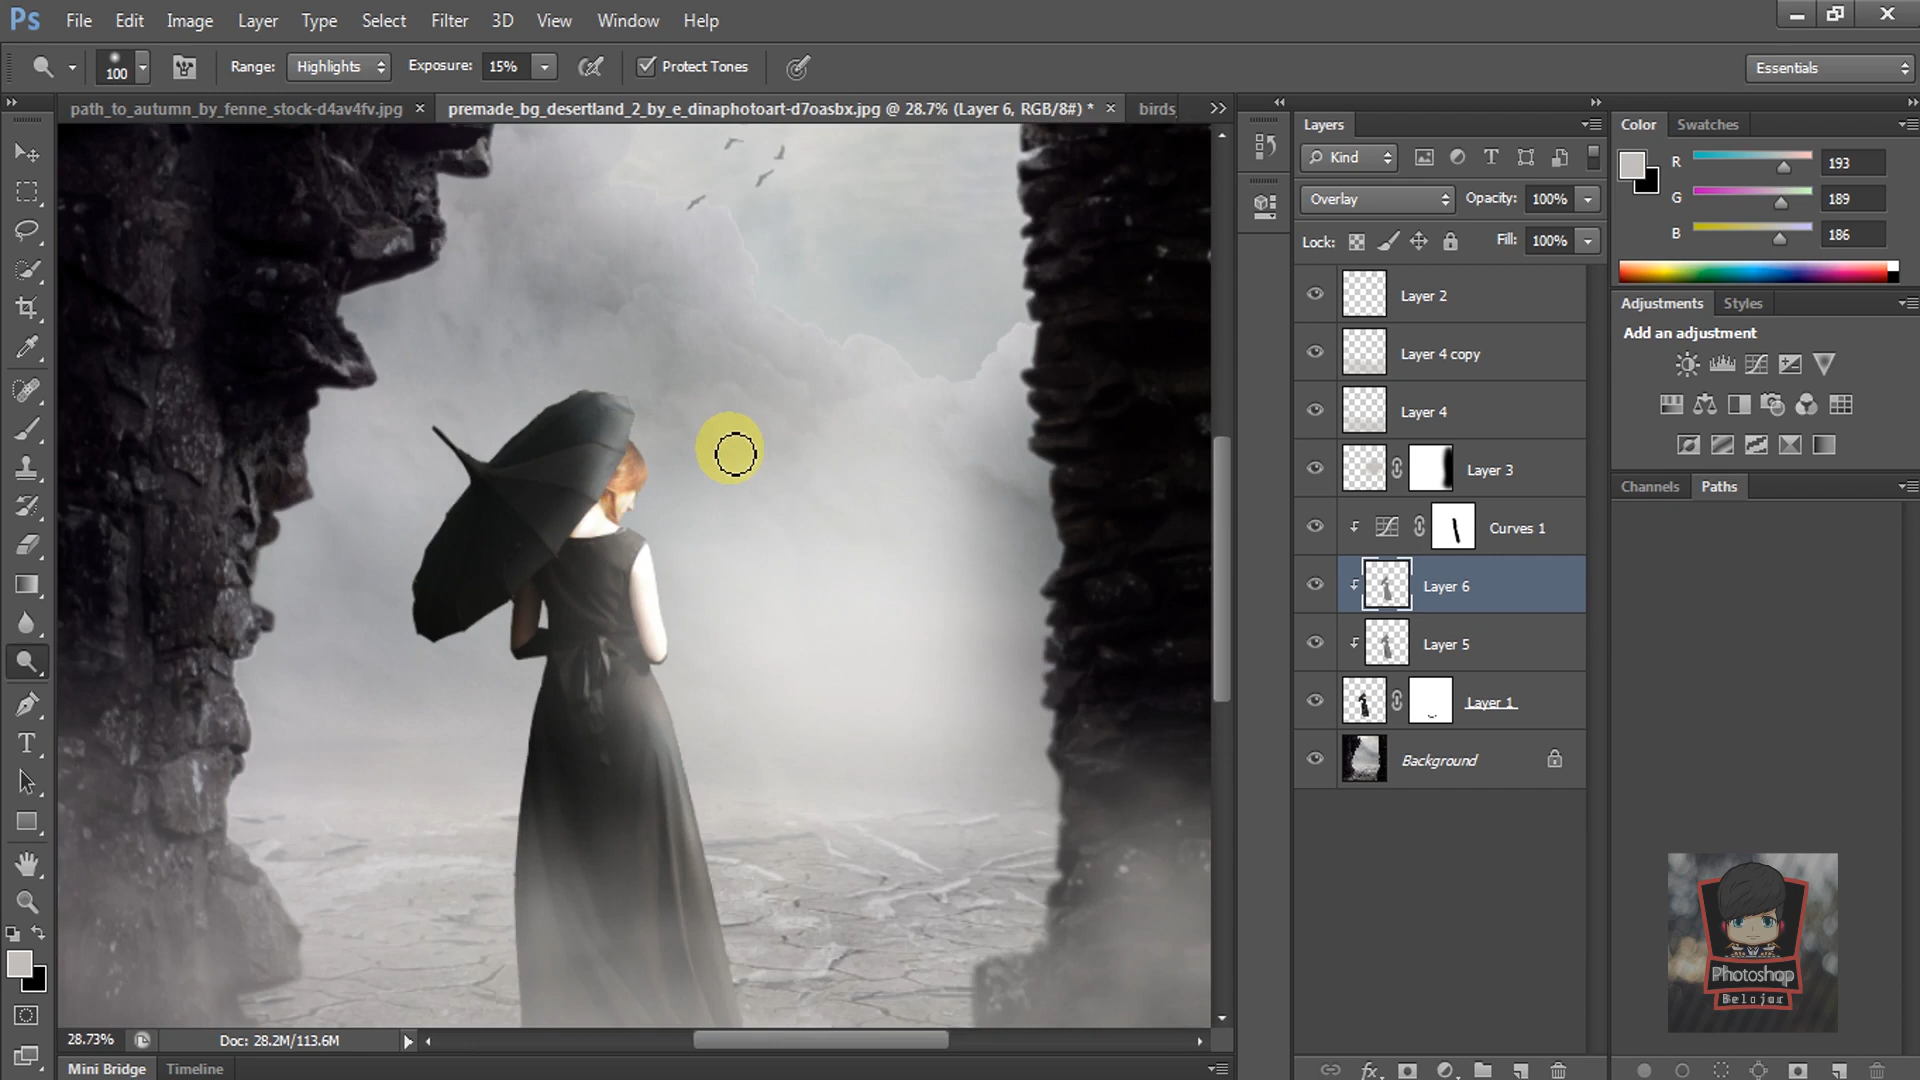 Ps File Edit Image Layer Type Select Filter 3D View Window Help
100 Range: Highlights Exposure: 15% Protect Tones Essentials
path_to_autumn_by_fenne_stock-d4av4fv.jpg × premade_bg_desertland_2_by_e_dinaphotoart-d7oasbx.jpg @ 28.7% (Layer 6, RGB/8#) * × birds
Layers
Kind
Overlay Opacity: 100%
Lock: Fill: 100%
Layer 2
Layer 4 copy
Layer 4
Layer 3
Curves 1
Layer 6
Layer 5
Layer 1
Background
fx
Color Swatches
R 193
G 189
B 186
Adjustments Styles
Add an adjustment
Channels Paths
Photoshop
Belajar
28.73% Doc: 28.2M/113.6M
Mini Bridge Timeline